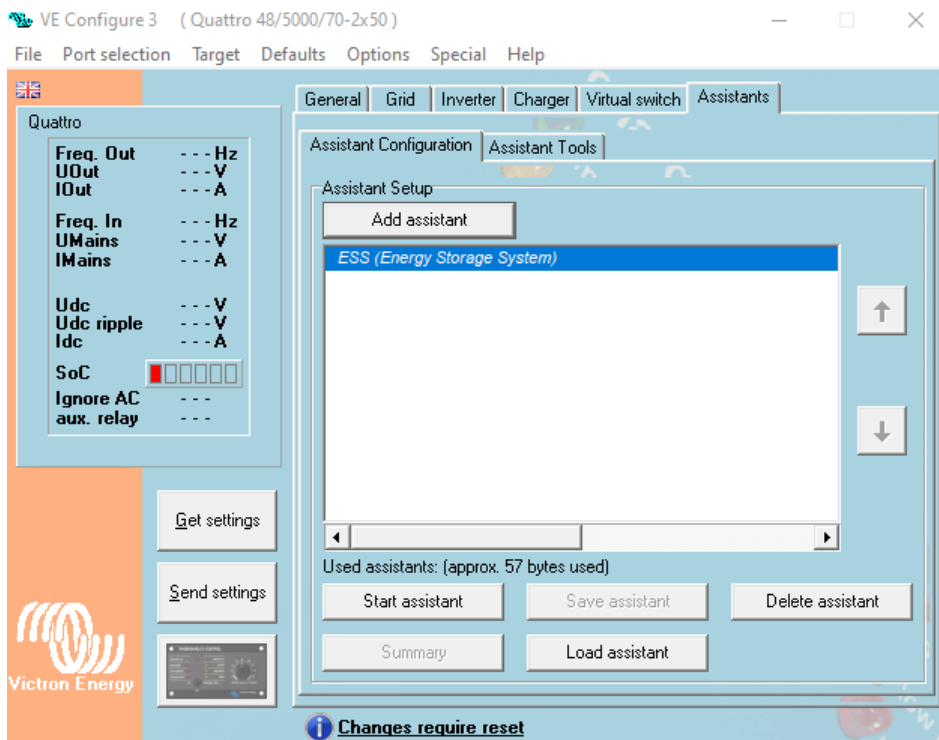 VE Configure 3 ( Quattro 48/5000/70-2x50 )
File Port selection Target Defaults Options Special Help
General Grid Inverter Charger Virtual switch Assistants
Assistant Configuration Assistant Tools
Quattro
Freq. Out - - - Hz
UOut - - - V
IOut - - - A
Freq. In - - - Hz
UMains - - - V
IMains - - - A
Udc - - - V
Udc ripple - - - V
Idc - - - A
SoC
Ignore AC - - -
aux. relay - - -
Get settings
Send settings
Victron Energy
Assistant Setup
Add assistant
ESS (Energy Storage System)
Used assistants: (approx. 57 bytes used)
Start assistant Save assistant Delete assistant
Summary Load assistant
Changes require reset